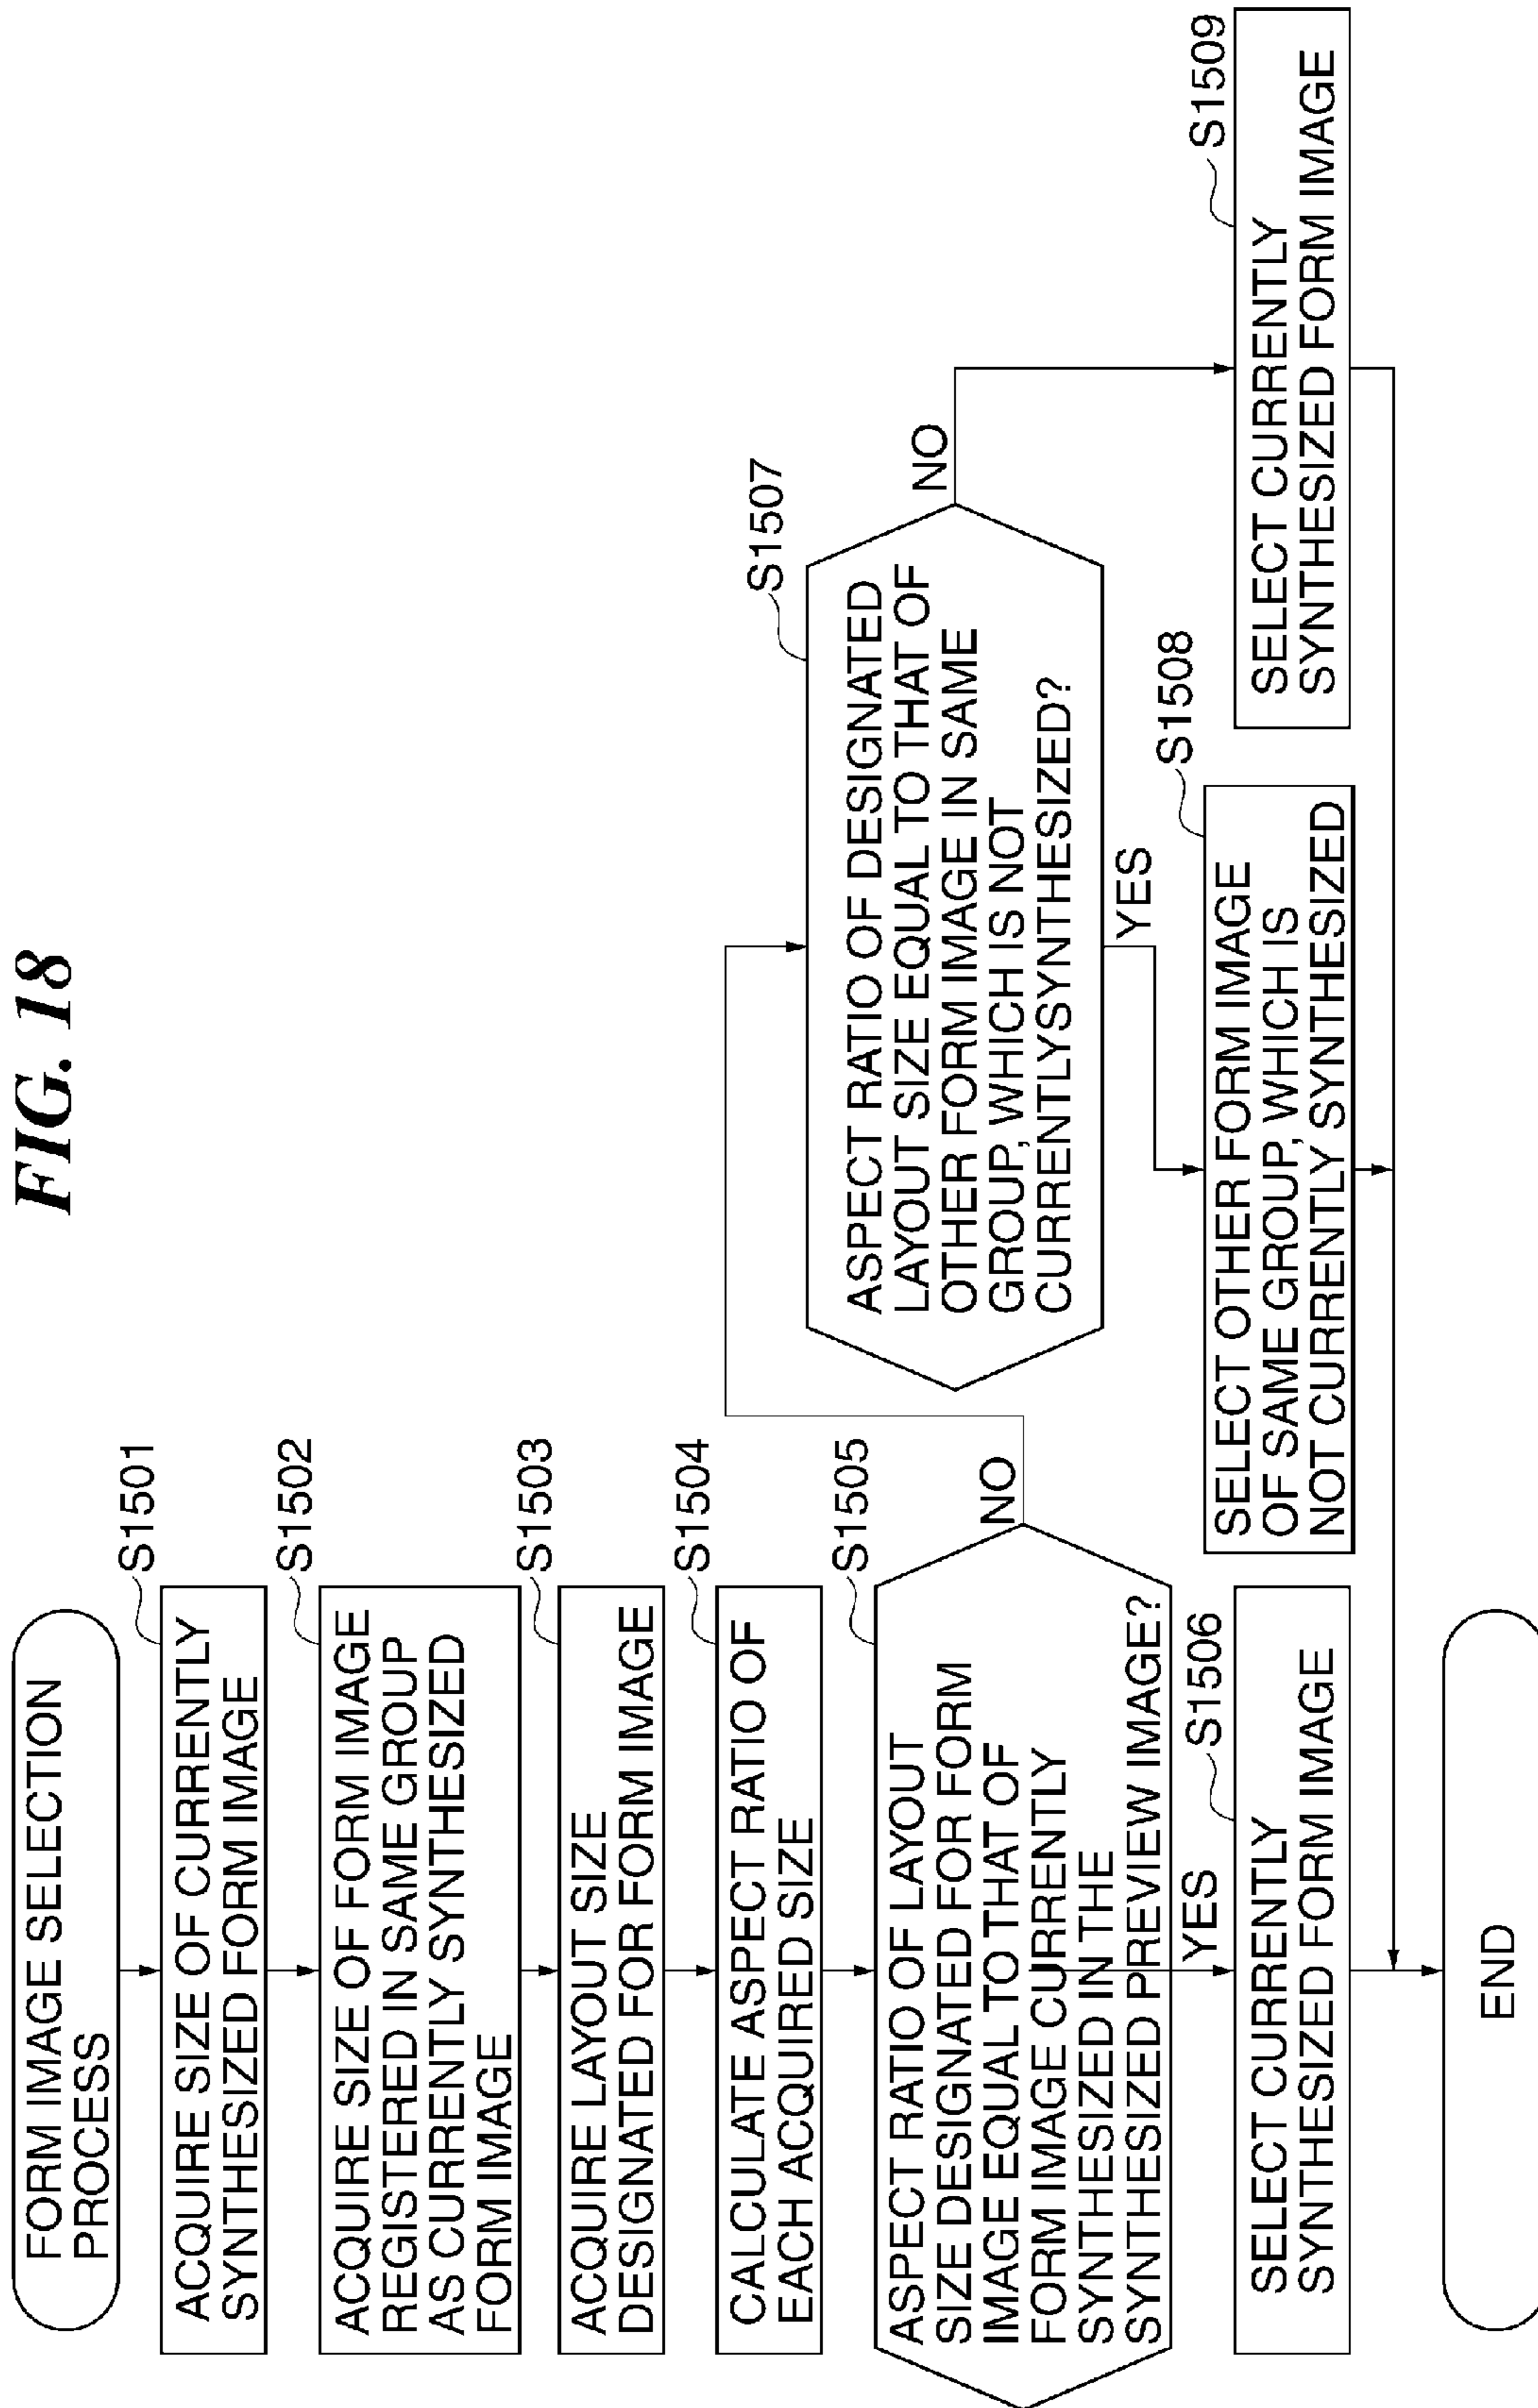 FIG. 18
FORM IMAGE SELECTION
PROCESS
S1501
ACQUIRE SIZE OF CURRENTLY
SYNTHESIZED FORM IMAGE
S1502
ACQUIRE SIZE OF FORM IMAGE
REGISTERED IN SAME GROUP
AS CURRENTLY SYNTHESIZED
FORM IMAGE
S1503
ACQUIRE LAYOUT SIZE
DESIGNATED FOR FORM IMAGE
S1504
CALCULATE ASPECT RATIO OF
EACH ACQUIRED SIZE
S1505
ASPECT RATIO OF LAYOUT
SIZE DESIGNATED FOR FORM
IMAGE EQUAL TO THAT OF
FORM IMAGE CURRENTLY
SYNTHESIZED IN THE
SYNTHESIZED PREVIEW IMAGE?
NO
YES
S1506
SELECT CURRENTLY
SYNTHESIZED FORM IMAGE
S1507
ASPECT RATIO OF DESIGNATED
LAYOUT SIZE EQUAL TO THAT OF
OTHER FORM IMAGE IN SAME
GROUP, WHICH IS NOT
CURRENTLYSYNTHESIZED?
NO
YES
S1508
SELECT OTHER FORM IMAGE
OF SAME GROUP, WHICH IS
NOT CURRENTLY SYNTHESIZED
S1509
SELECT CURRENTLY
SYNTHESIZED FORM IMAGE
END